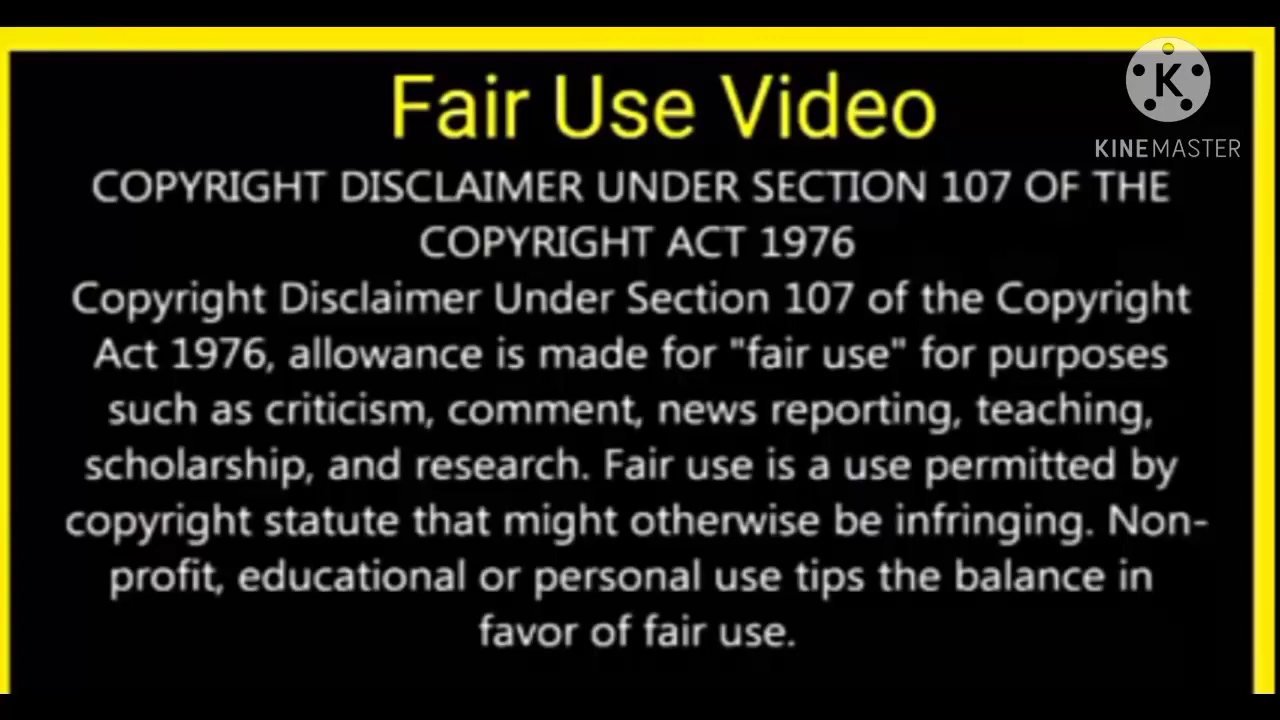 Fair Use Video
K
KINEMASTER
COPYRIGHT DISCLAIMER UNDER SECTION 107 OF THE
COPYRIGHT ACT 1976
Copyright Disclaimer Under Section 107 of the Copyright
Act 1976, allowance is made for "fair use" for purposes
such as criticism, comment, news reporting, teaching,
scholarship, and research. Fair use is a use permitted by
copyright statute that might otherwise be infringing. Non-
profit, educational or personal use tips the balance in
favor of fair use.